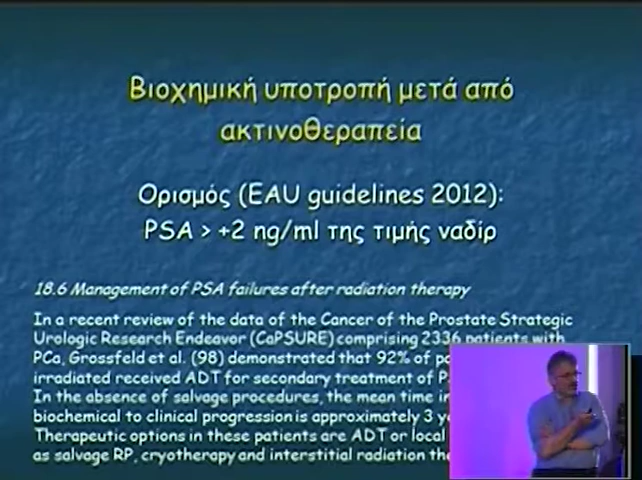 Βιοχημική υποτροπή μετά από
ακτινοθεραπεία
Ορισμός (EAU guidelines 2012):
PSA > +2 ng/ml της τιμής ναδίρ
18.6 Management of PSA failures after radiation therapy
In a recent review of the data of the Cancer of the Prostate Strategic
Urologic Research Endeavor (CaPSURE) comprising 2336 patients with
PCa, Grossfeld et al. (98) demonstrated that 92% of
irradiated received ADT for secondary treatment of
In the absence of salvage procedures, the mean time
biochemical to clinical progression is approximately 3
Therapeutic options in these patients are ADT or local
as salvage RP, cryotherapy and interstitial radiation